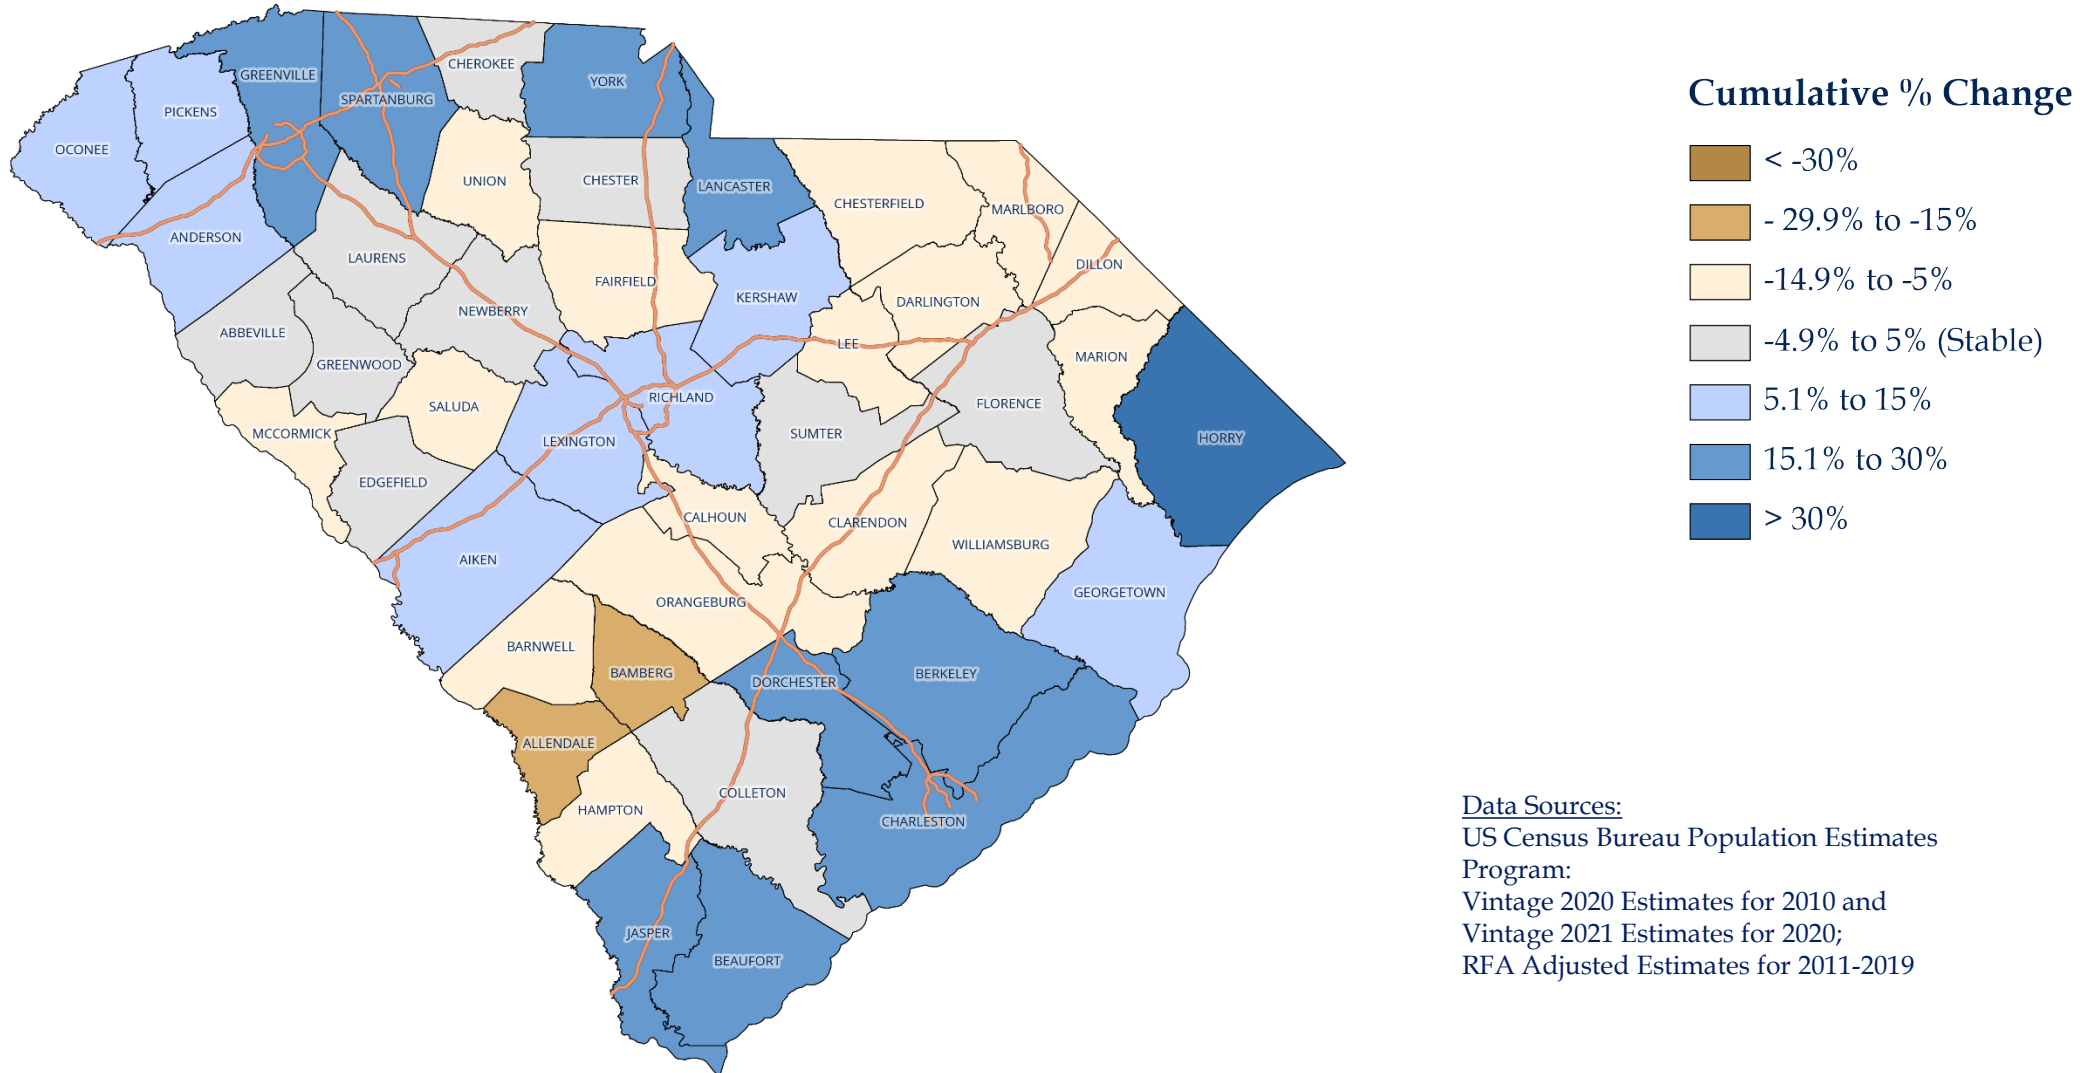 CHEROKEE
GREENVILLE
YORK
SPARTANBURG
PICKENS
OCONEE
UNION
CHESTER
LANCASTER
CHESTERFIELD
MARLBORO
ANDERSON
LAURENS
DILLON
FAIRFIELD
KERSHAW
DARLINGTON
NEWBERRY
ABBEVILLE
LEE
MARION
GREENWOOD
RICHLAND
FLORENCE
SALUDA
MCCORMICK
SUMTER
HORRY
LEXINGTON
EDGEFIELD
CALHOUN
CLARENDON
WILLIAMSBURG
AIKEN
GEORGETOWN
ORANGEBURG
BARNWELL
BAMBERG
BERKELEY
DORCHESTER
ALLENDALE
COLLETON
HAMPTON
CHARLESTON
JASPER
BEAUFORT
Cumulative % Change
< -30%
- 29.9% to -15%
-14.9% to -5%
-4.9% to 5% (Stable)
5.1% to 15%
15.1% to 30%
> 30%
Data Sources:
US Census Bureau Population Estimates
Program:
Vintage 2020 Estimates for 2010 and
Vintage 2021 Estimates for 2020;
RFA Adjusted Estimates for 2011-2019